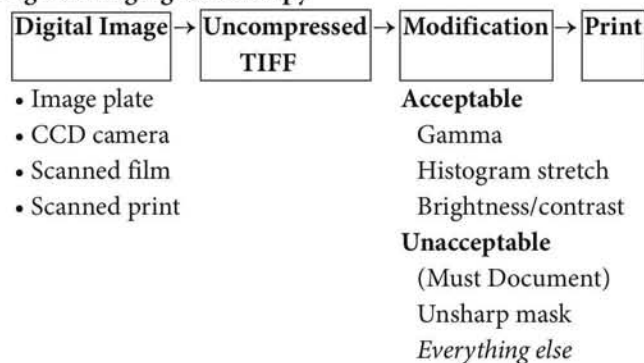 Digital Image → Uncompressed TIFF → Modification → Print
• Image plate
• CCD camera
• Scanned film
• Scanned print
Acceptable
Gamma
Histogram stretch
Brightness/contrast
Unacceptable
(Must Document)
Unsharp mask
Everything else